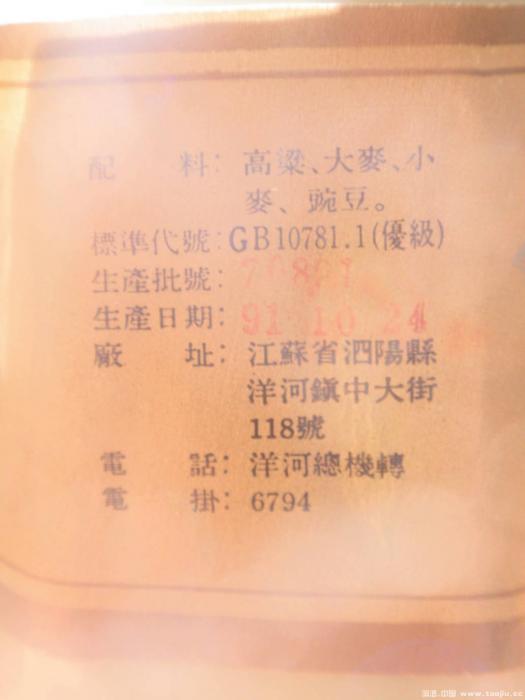 配 料：高粱、大麥、小
麥、豌豆。
標準代號：GB10781.1(優級)
生產批號：
生產日期：91 10 24
廠 址：江蘇省泗陽縣
洋河鎮中大街
118號
電 話：洋河總機轉
電 掛：6794